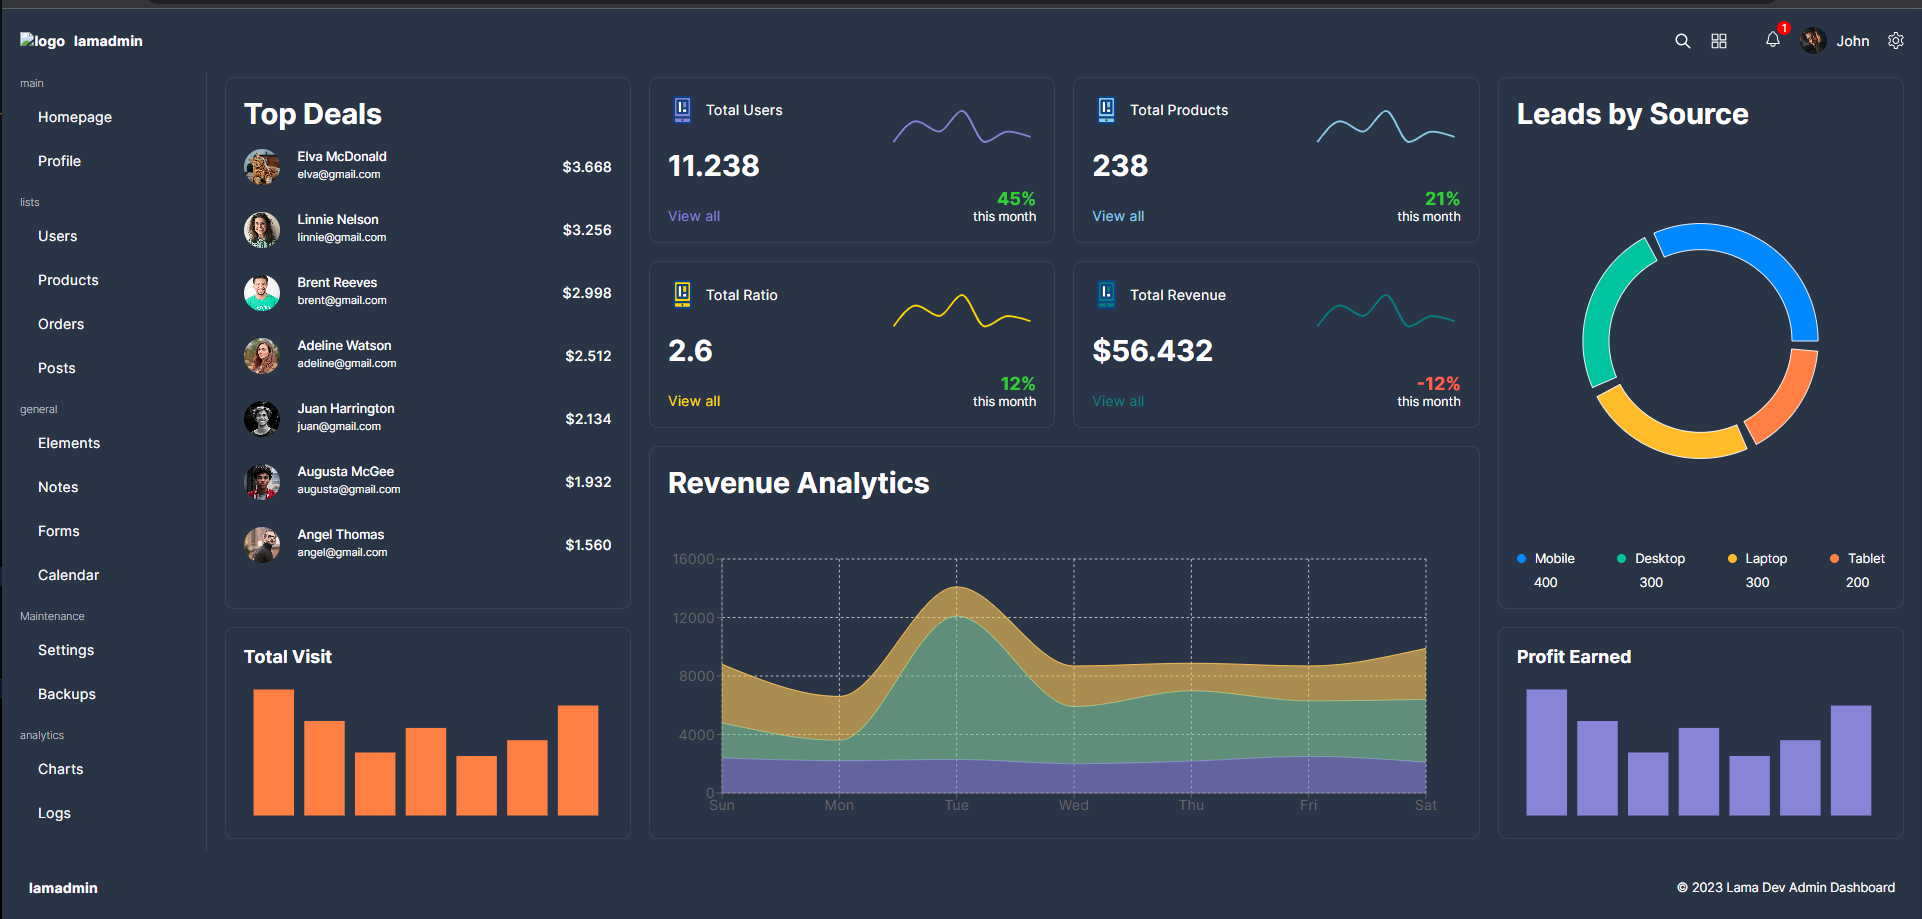 logo lamadmin
1
John
main
Homepage
Profile
lists
Users
Products
Orders
Posts
general
Elements
Notes
Forms
Calendar
Maintenance
Settings
Backups
analytics
Charts
Logs
Top Deals
Elva McDonald
elva@gmail.com
$3.668
Linnie Nelson
linnie@gmail.com
$3.256
Brent Reeves
brent@gmail.com
$2.998
Adeline Watson
adeline@gmail.com
$2.512
Juan Harrington
juan@gmail.com
$2.134
Augusta McGee
augusta@gmail.com
$1.932
Angel Thomas
angel@gmail.com
$1.560
Total Visit
Total Users
11.238
View all
45%
this month
Total Products
238
View all
21%
this month
Total Ratio
2.6
View all
12%
this month
Total Revenue
$56.432
View all
-12%
this month
Revenue Analytics
16000
12000
8000
4000
0
Sun Mon Tue Wed Thu Fri Sat
Leads by Source
Mobile Desktop Laptop Tablet
400 300 300 200
Profit Earned
lamadmin
© 2023 Lama Dev Admin Dashboard